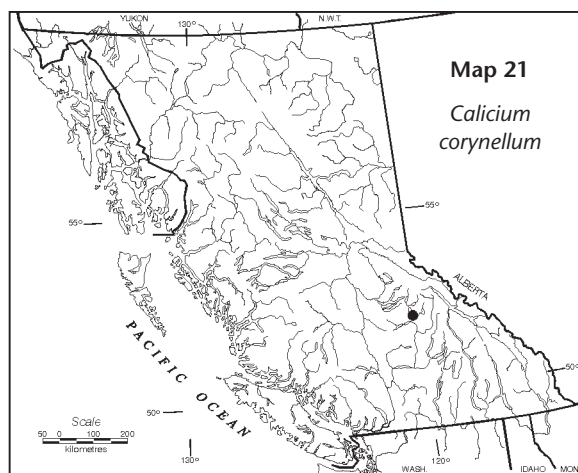 YUKON
130°
N.W.T.
Map 21
Calicium
corynellum
55°
55°
ALBERTA
PACIFIC OCEAN
50°
50°
Scale
50 0 50 100 200
kilometres
130°
120°
WASH.
IDAHO
MON